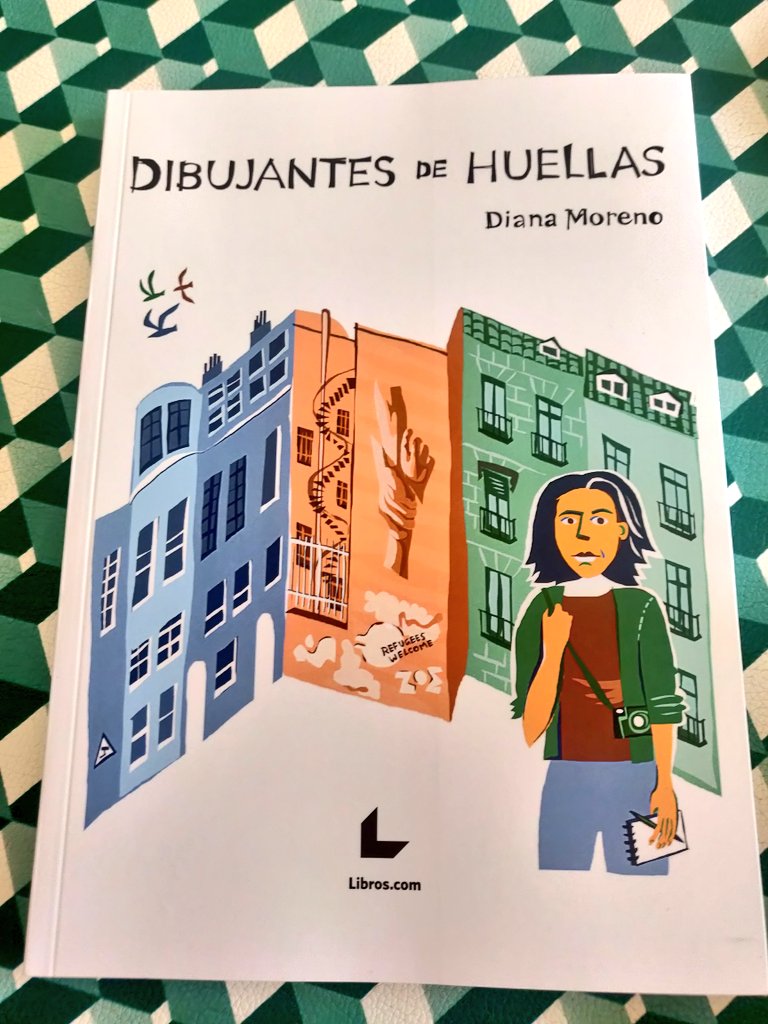 DIBUJANTES DE HUELLAS
Diana Moreno
REFUGEES
WELCOME
ΖΩΣ
Libros.com